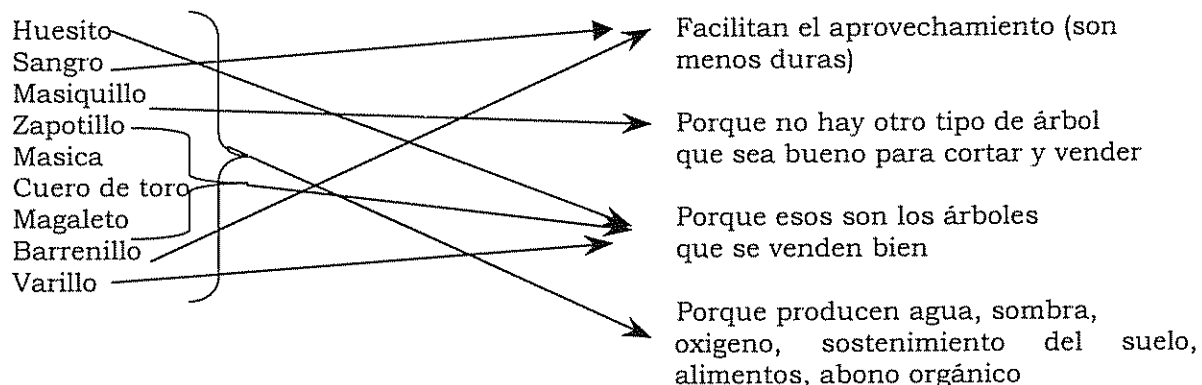 Huesito
Sangro
Masiquillo
Zapotillo
Masica
Cuero de toro
Magaleto
Barrenillo
Varillo
Facilitan el aprovechamiento (son
menos duras)
Porque no hay otro tipo de árbol
que sea bueno para cortar y vender
Porque esos son los árboles
que se venden bien
Porque producen agua, sombra,
oxigeno, sostenimiento del suelo,
alimentos, abono orgánico